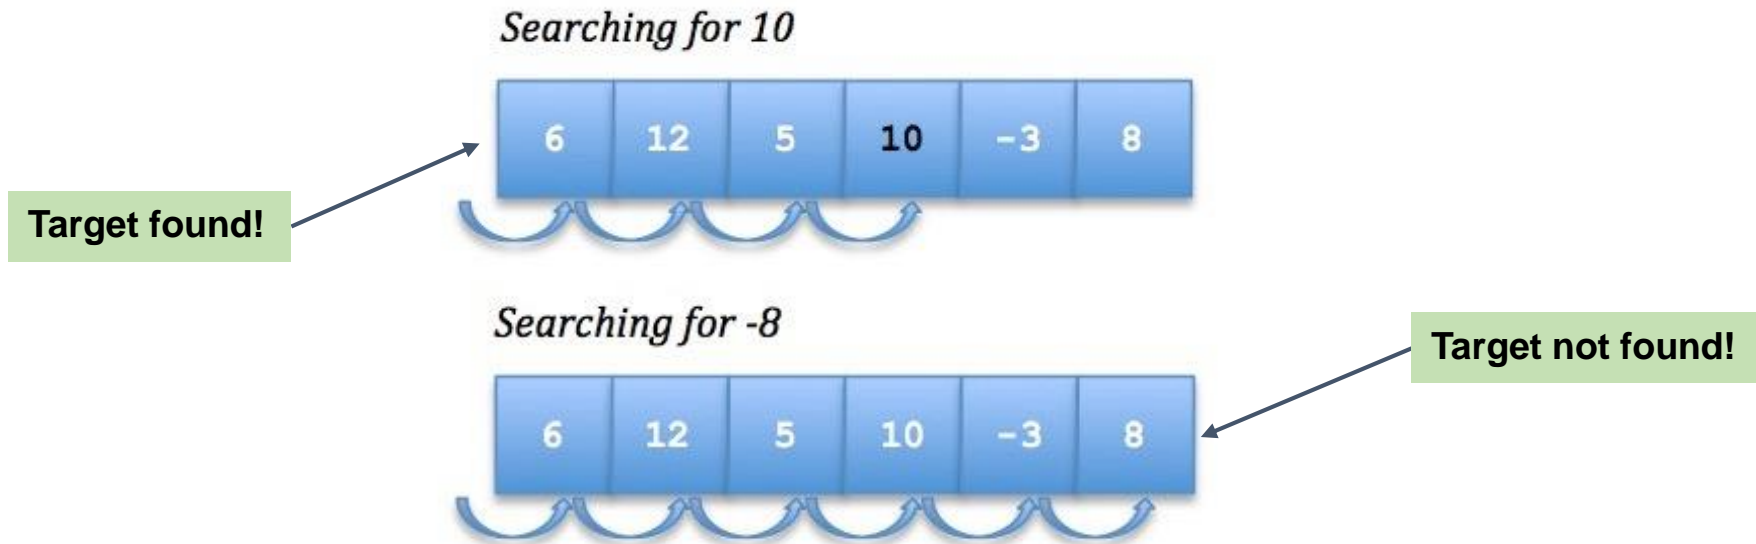 Searching for 10
6 12 5 10 -3 8
Target found!
Searching for -8
Target not found!
6 12 5 10 -3 8